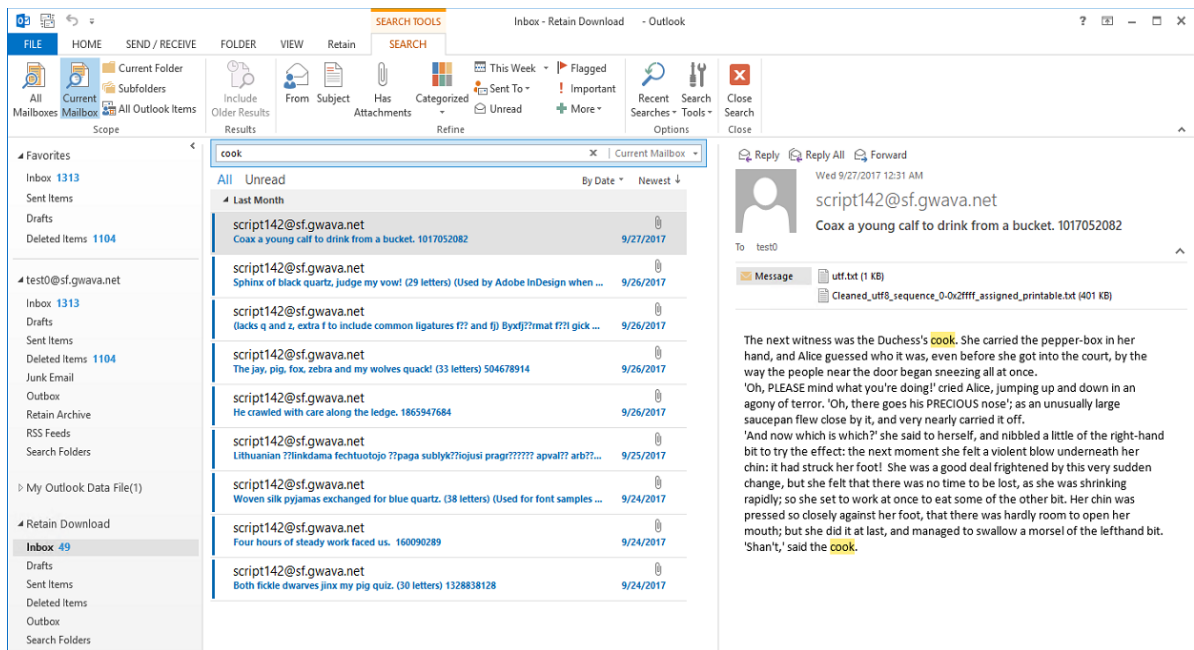 SEARCH TOOLS
Inbox - Retain Download - Outlook
FILE HOME SEND / RECEIVE FOLDER VIEW Retain SEARCH
All Mailboxes
Current Mailbox
Current Folder
Subfolders
All Outlook Items
Scope
Include Older Results
Results
From
Subject
Has Attachments
Categorized
This Week
Sent To
Unread
Flagged
Important
More
Refine
Recent Searches
Search Tools
Options
Close Search
Close
Favorites
Inbox 1313
Sent Items
Drafts
Deleted Items 1104
test0@sf.gwava.net
Inbox 1313
Drafts
Sent Items
Deleted Items 1104
Junk Email
Outbox
Retain Archive
RSS Feeds
Search Folders
My Outlook Data File(1)
Retain Download
Inbox 49
Drafts
Sent Items
Deleted Items
Outbox
Search Folders
cook
Current Mailbox
All Unread
By Date Newest
Last Month
script142@sf.gwava.net
Coax a young calf to drink from a bucket. 1017052082 9/27/2017
script142@sf.gwava.net
Sphinx of black quartz, judge my vow! (29 letters) (Used by Adobe InDesign when ... 9/26/2017
script142@sf.gwava.net
(lacks q and z, extra f to include common ligatures f?? and fj) Byxfj??rmat f??l gick ... 9/26/2017
script142@sf.gwava.net
The jay, pig, fox, zebra and my wolves quack! (33 letters) 504678914 9/26/2017
script142@sf.gwava.net
He crawled with care along the ledge. 1865947684 9/26/2017
script142@sf.gwava.net
Lithuanian ??linkdama fechtuotojo ??paga sublyk??iojusi pragr?????? apval?? arb??... 9/25/2017
script142@sf.gwava.net
Woven silk pyjamas exchanged for blue quartz. (38 letters) (Used for font samples ... 9/24/2017
script142@sf.gwava.net
Four hours of steady work faced us. 160090289 9/24/2017
script142@sf.gwava.net
Both fickle dwarves jinx my pig quiz. (30 letters) 1328838128 9/24/2017
Reply Reply All Forward
Wed 9/27/2017 12:31 AM
script142@sf.gwava.net
Coax a young calf to drink from a bucket. 1017052082
To test0
Message
utf.txt (1 KB)
Cleaned_utf8_sequence_0-0x2ffff_assigned_printable.txt (401 KB)
The next witness was the Duchess's cook. She carried the pepper-box in her
hand, and Alice guessed who it was, even before she got into the court, by the
way the people near the door began sneezing all at once.
'Oh, PLEASE mind what you're doing!' cried Alice, jumping up and down in an
agony of terror. 'Oh, there goes his PRECIOUS nose'; as an unusually large
saucepan flew close by it, and very nearly carried it off.
'And now which is which?' she said to herself, and nibbled a little of the right-hand
bit to try the effect: the next moment she felt a violent blow underneath her
chin: it had struck her foot! She was a good deal frightened by this very sudden
change, but she felt that there was no time to be lost, as she was shrinking
rapidly; so she set to work at once to eat some of the other bit. Her chin was
pressed so closely against her foot, that there was hardly room to open her
mouth; but she did it at last, and managed to swallow a morsel of the lefthand bit.
'Shan't,' said the cook.